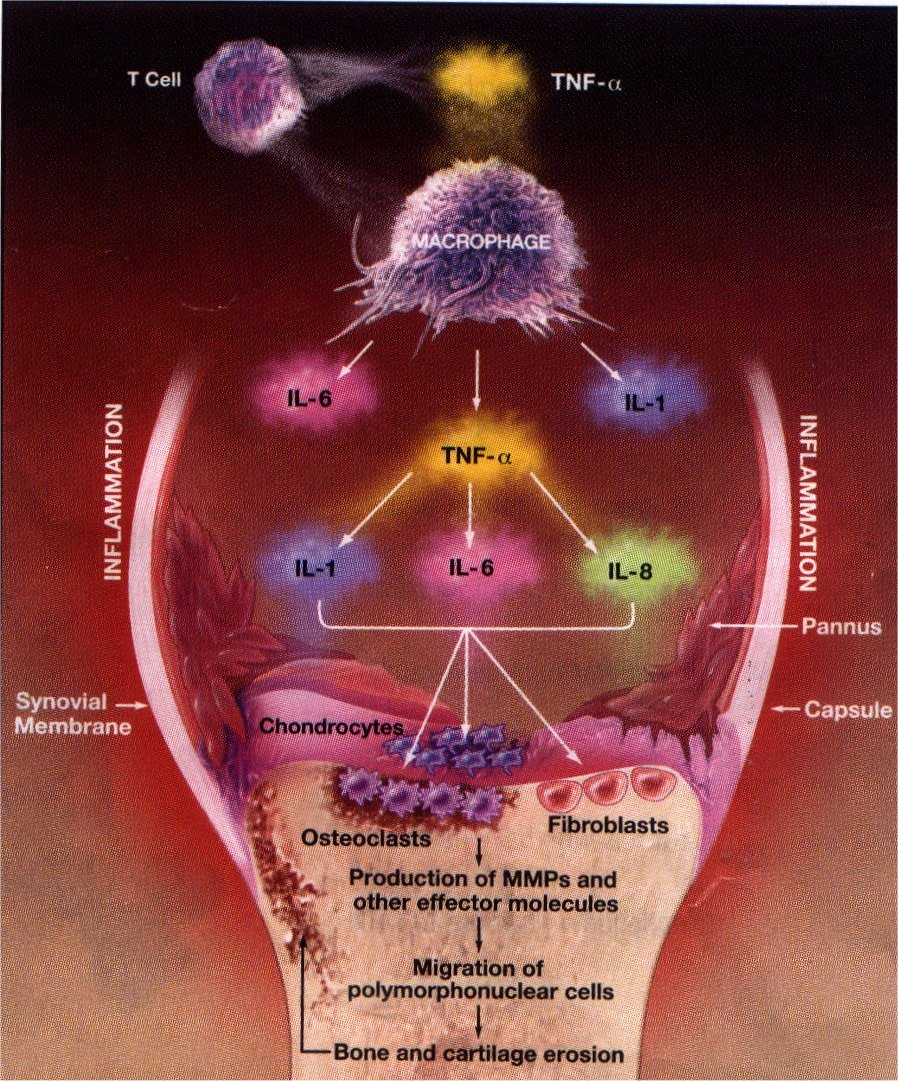 T Cell
TNF-α
MACROPHAGE
IL-6
IL-1
TNF-α
INFLAMMATION
INFLAMMATION
IL-1
IL-6
IL-8
Pannus
Synovial
Membrane
Capsule
Chondrocytes
Osteoclasts
Fibroblasts
Production of MMPs and
other effector molecules
Migration of
polymorphonuclear cells
Bone and cartilage erosion